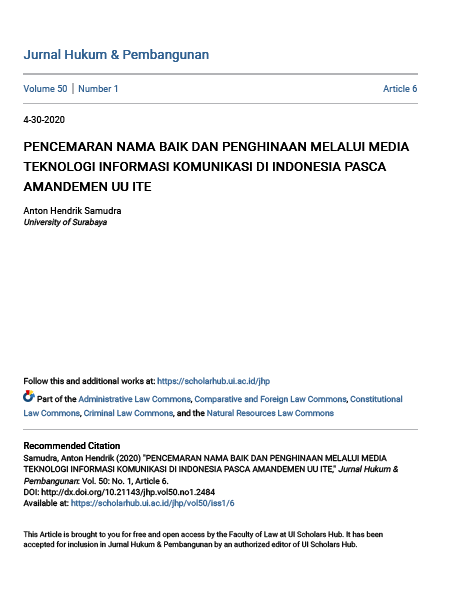 Jurnal Hukum & Pembangunan
Volume 50 | Number 1 Article 6
4-30-2020
PENCEMARAN NAMA BAIK DAN PENGHINAAN MELALUI MEDIA
TEKNOLOGI INFORMASI KOMUNIKASI DI INDONESIA PASCA
AMANDEMEN UU ITE
Anton Hendrik Samudra
University of Surabaya
Follow this and additional works at: https://scholarhub.ui.ac.id/jhp
Part of the Administrative Law Commons, Comparative and Foreign Law Commons, Constitutional
Law Commons, Criminal Law Commons, and the Natural Resources Law Commons
Recommended Citation
Samudra, Anton Hendrik (2020) "PENCEMARAN NAMA BAIK DAN PENGHINAAN MELALUI MEDIA
TEKNOLOGI INFORMASI KOMUNIKASI DI INDONESIA PASCA AMANDEMEN UU ITE," Jurnal Hukum &
Pembangunan: Vol. 50: No. 1, Article 6.
DOI: http://dx.doi.org/10.21143/jhp.vol50.no1.2484
Available at: https://scholarhub.ui.ac.id/jhp/vol50/iss1/6
This Article is brought to you for free and open access by the Faculty of Law at UI Scholars Hub. It has been
accepted for inclusion in Jurnal Hukum & Pembangunan by an authorized editor of UI Scholars Hub.